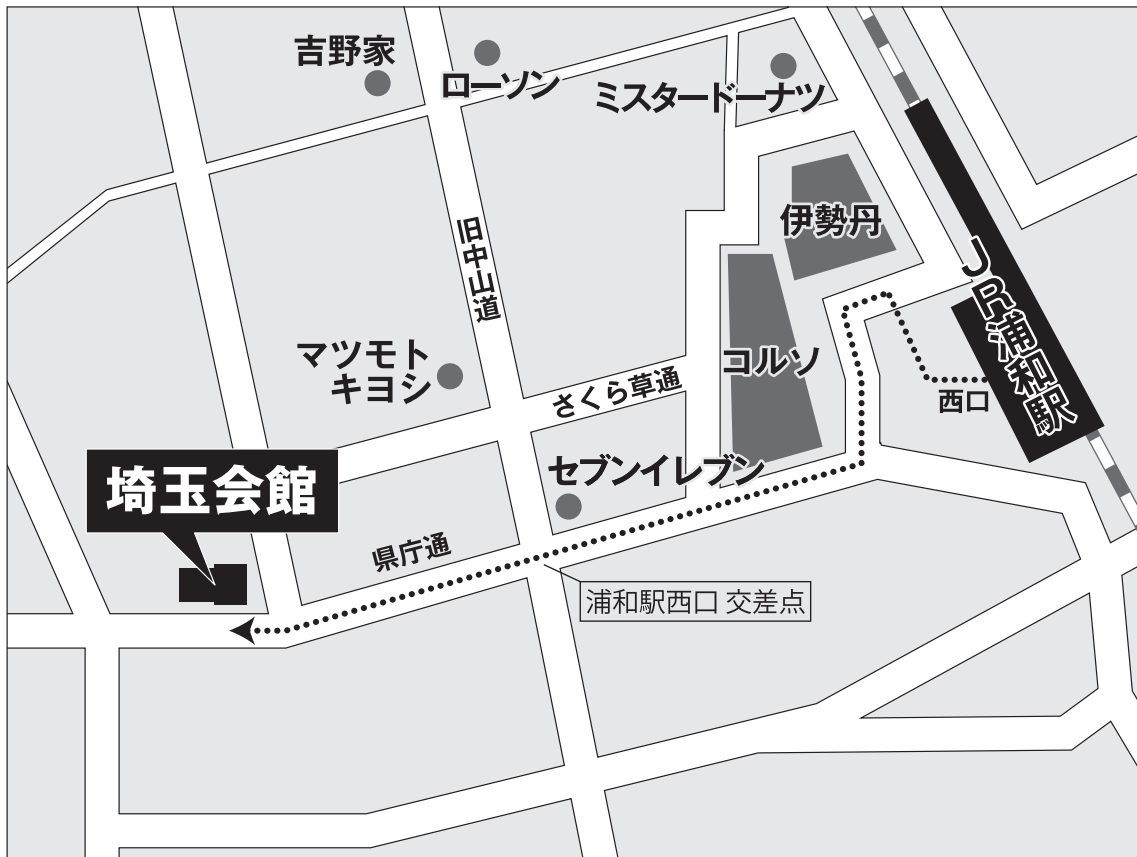 吉野家
ローソン
ミスタードーナツ
伊勢丹
旧中山道
JR浦和駅
マツモト
キヨシ
コルソ
さくら草通
西口
セブンイレブン
埼玉会館
県庁通
浦和駅西口 交差点